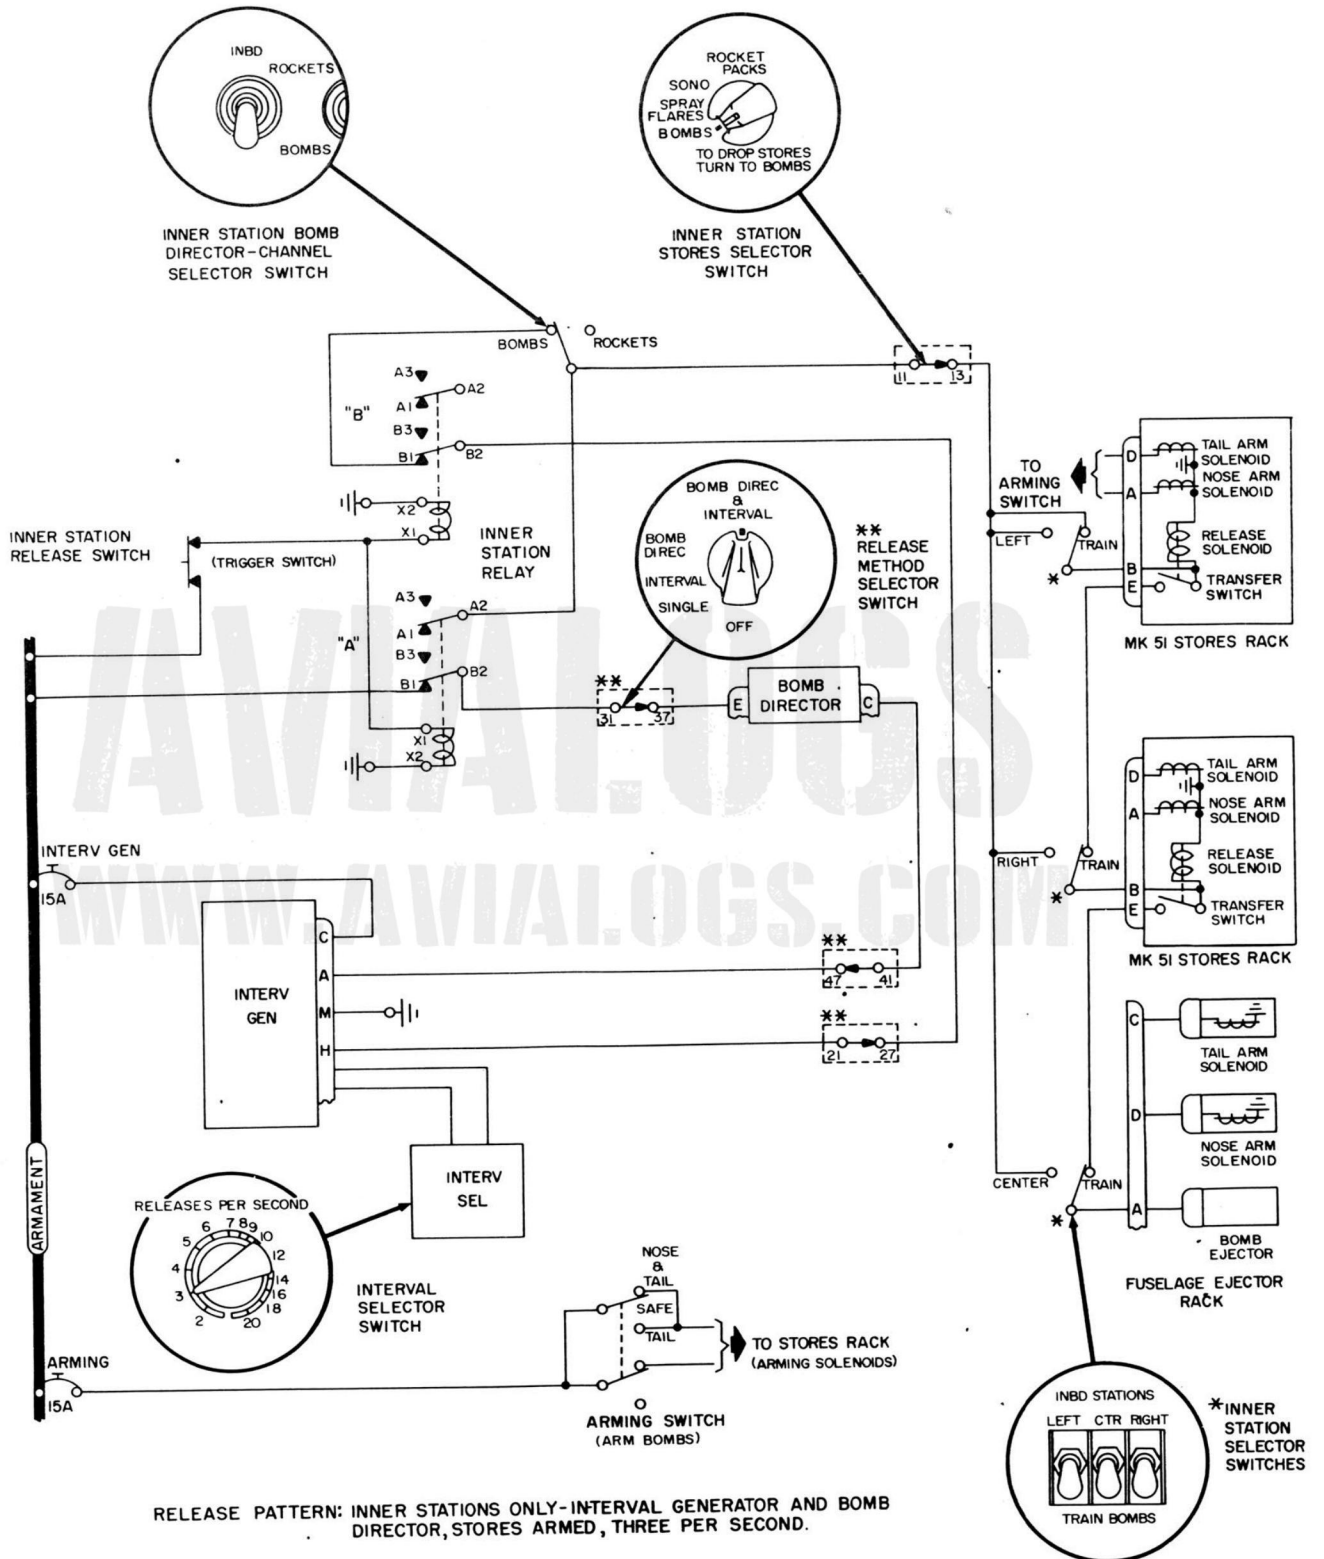 INBD
ROCKETS
BOMBS
INNER STATION BOMB
DIRECTOR-CHANNEL
SELECTOR SWITCH
ROCKET
PACKS
SONO
SPRAY
FLARES
BOMBS
TO DROP STORES
TURN TO BOMBS
INNER STATION
STORES SELECTOR
SWITCH
BOMBS
ROCKETS
11
13
A3
A2
"B"
A1
B3
B1
B2
X2
X1
INNER
STATION
RELAY
INNER STATION
RELEASE SWITCH
(TRIGGER SWITCH)
BOMB DIREC
&
INTERVAL
BOMB
DIREC
INTERVAL
SINGLE
OFF
**
RELEASE
METHOD
SELECTOR
SWITCH
TO
ARMING
SWITCH
LEFT
TRAIN
*
D
A
B
E
TAIL ARM
SOLENOID
NOSE ARM
SOLENOID
RELEASE
SOLENOID
TRANSFER
SWITCH
MK 51 STORES RACK
A3
A2
"A"
A1
B3
B1
B2
X1
X2
**
31
37
E
BOMB
DIRECTOR
C
AVIALOGS
WWW.AVIALOGS.COM
RIGHT
TRAIN
*
D
A
B
E
TAIL ARM
SOLENOID
NOSE ARM
SOLENOID
RELEASE
SOLENOID
TRANSFER
SWITCH
MK 51 STORES RACK
INTERV GEN
15A
INTERV
GEN
C
A
M
H
**
47
41
**
21
27
C
TAIL ARM
SOLENOID
D
NOSE ARM
SOLENOID
CENTER
TRAIN
*
A
BOMB
EJECTOR
FUSELAGE EJECTOR
RACK
ARMAMENT
INTERV
SEL
RELEASES PER SECOND
2
3
4
5
6
7
8
9
10
12
14
16
18
20
INTERVAL
SELECTOR
SWITCH
NOSE
&
TAIL
SAFE
TAIL
TO STORES RACK
(ARMING SOLENOIDS)
ARMING
15A
ARMING SWITCH
(ARM BOMBS)
INBD STATIONS
LEFT CTR RIGHT
TRAIN BOMBS
*INNER
STATION
SELECTOR
SWITCHES
RELEASE PATTERN: INNER STATIONS ONLY-INTERVAL GENERATOR AND BOMB
DIRECTOR, STORES ARMED, THREE PER SECOND.